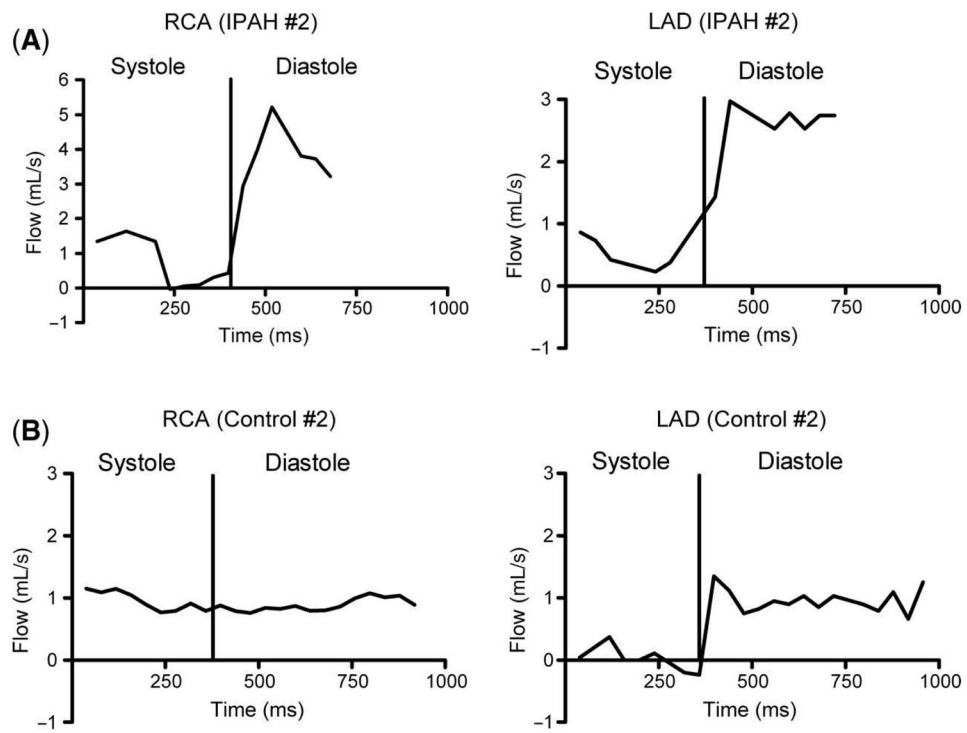 (A)
RCA (IPAH #2)
Systole Diastole
6
5
4
3
2
1
0
−1
Flow (mL/s)
250 500 750 1000
Time (ms)
LAD (IPAH #2)
Systole Diastole
3
2
1
0
−1
Flow (mL/s)
250 500 750 1000
Time (ms)
(B)
RCA (Control #2)
Systole Diastole
3
2
1
0
−1
Flow (mL/s)
250 500 750 1000
Time (ms)
LAD (Control #2)
Systole Diastole
3
2
1
0
−1
Flow (mL/s)
250 500 750 1000
Time (ms)